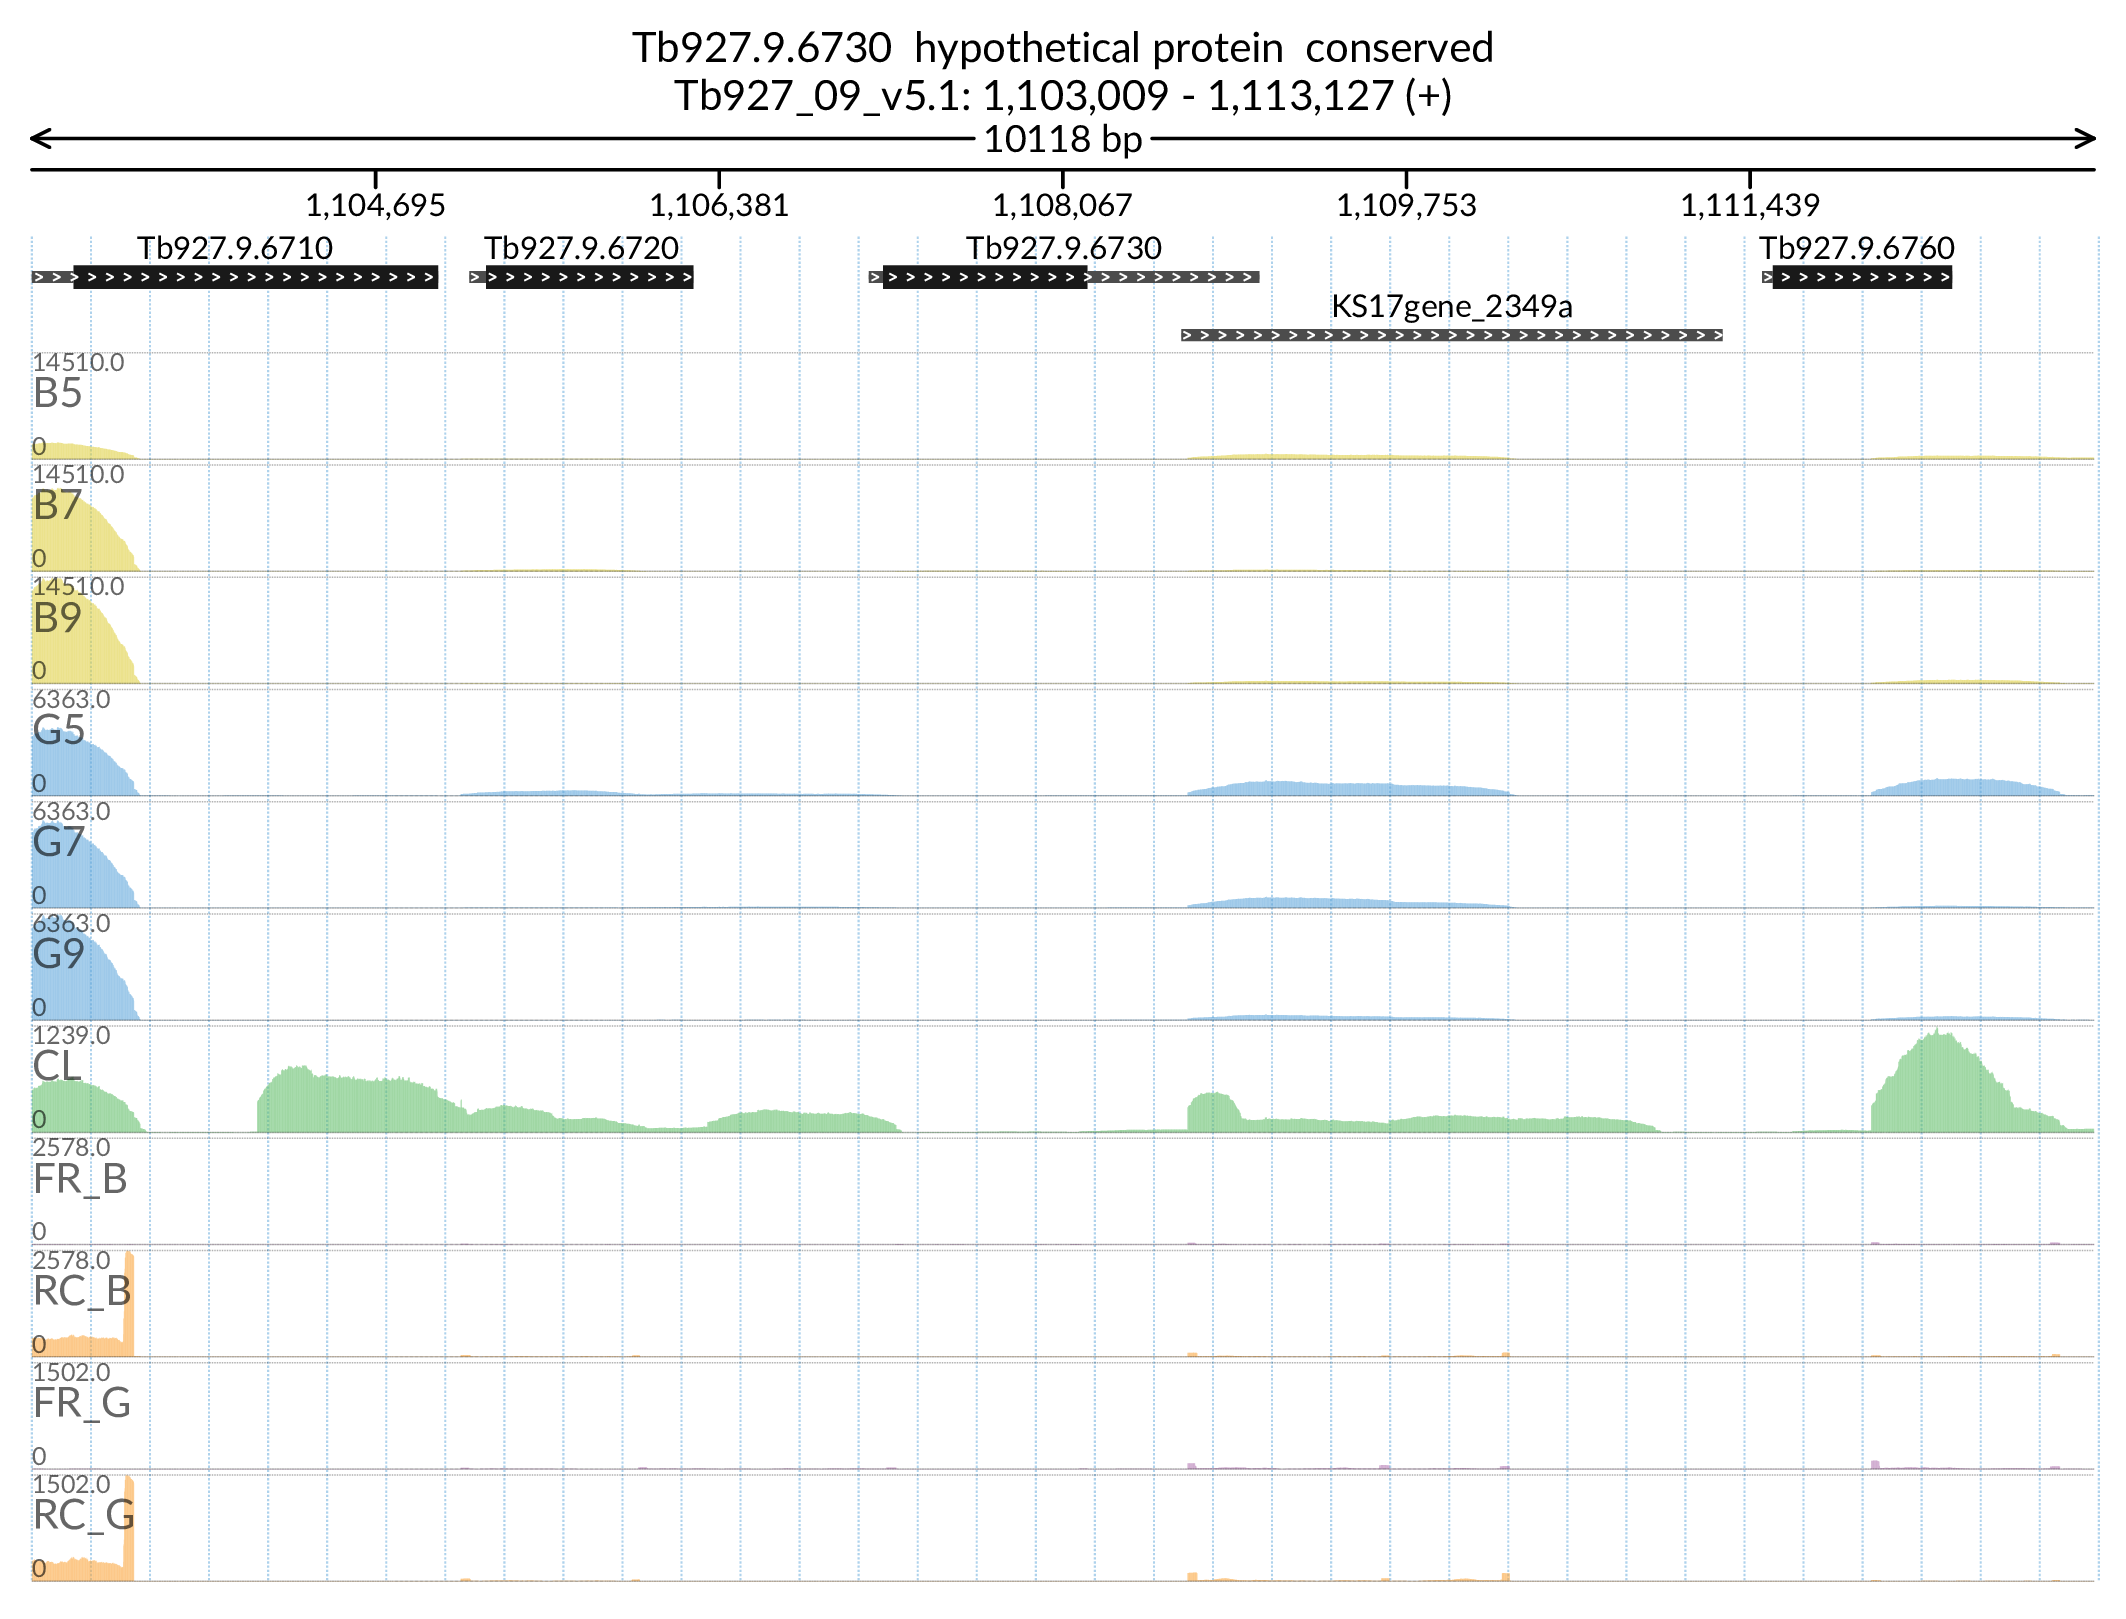 Tb927.9.6730  hypothetical protein  conserved
Tb927_09_v5.1: 1,103,009 - 1,113,127 (+)
10118 bp
1,104,695 1,106,381 1,108,067 1,109,753 1,111,439
Tb927.9.6710 Tb927.9.6720 Tb927.9.6730 Tb927.9.6760
KS17gene_2349a
14510.0
B5
0
14510.0
B7
0
14510.0
B9
0
6363.0
G5
0
6363.0
G7
0
6363.0
G9
0
1239.0
CL
0
2578.0
FR_B
0
2578.0
RC_B
0
1502.0
FR_G
0
1502.0
RC_G
0